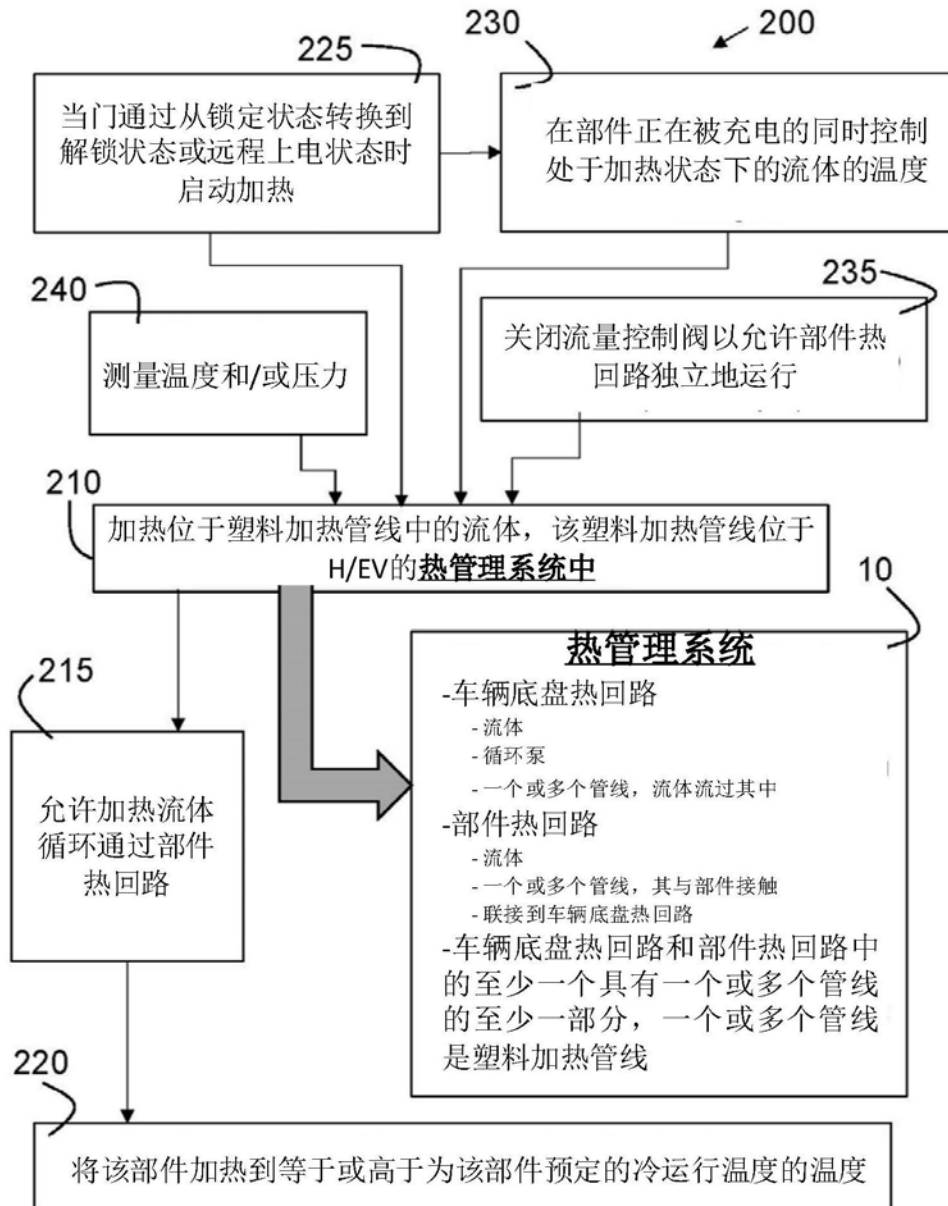 225
230
200
当门通过从锁定状态转换到
解锁状态或远程上电状态时
启动加热
在部件正在被充电的同时控制
处于加热状态下的流体的温度
240
235
测量温度和/或压力
关闭流量控制阀以允许部件热
回路独立地运行
210
加热位于塑料加热管线中的流体，该塑料加热管线位于
H/EV的热管理系统中
10
215
允许加热流体
循环通过部件
热回路
热管理系统
-车辆底盘热回路
- 流体
- 循环泵
- 一个或多个管线，流体流过其中
-部件热回路
- 流体
- 一个或多个管线，其与部件接触
- 联接到车辆底盘热回路
-车辆底盘热回路和部件热回路中
的至少一个具有一个或多个管线
的至少一部分，一个或多个管线
是塑料加热管线
220
将该部件加热到等于或高于为该部件预定的冷运行温度的温度